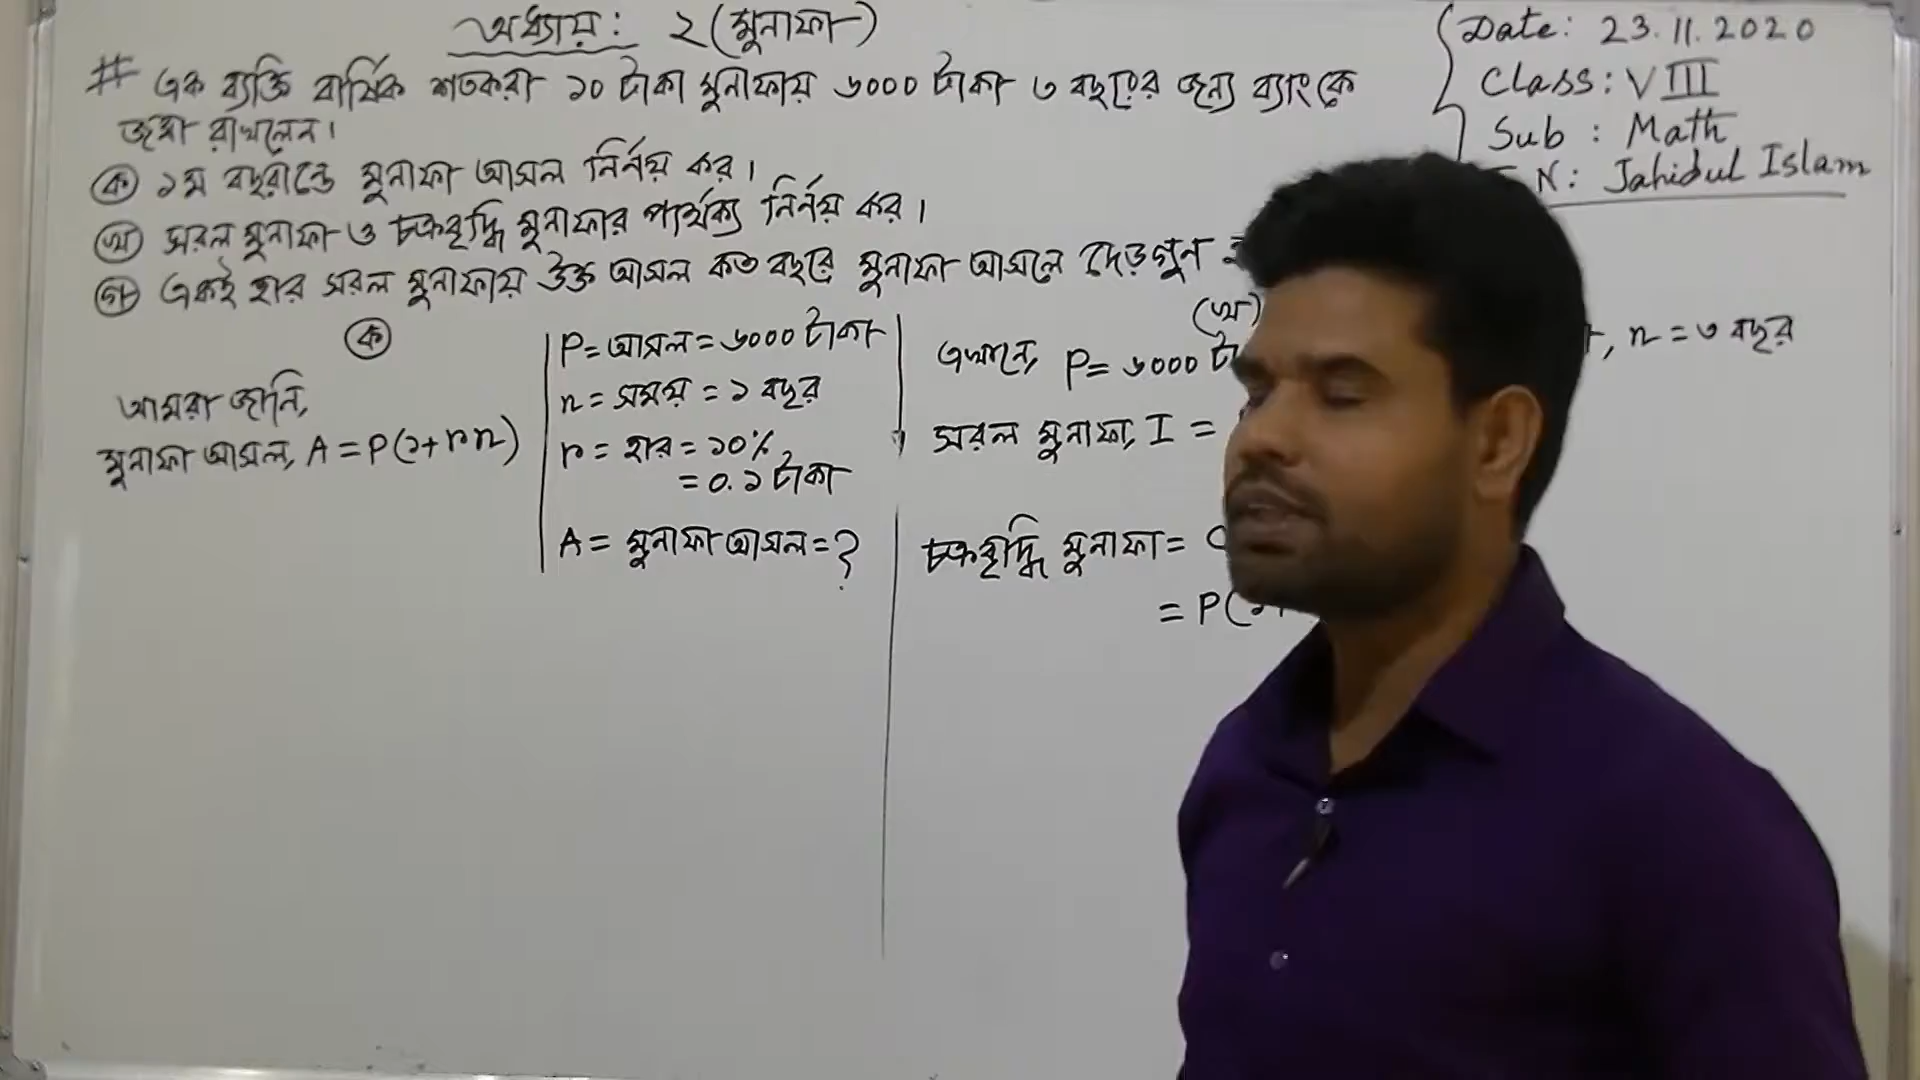 অধ্যায়: ২ (মুনাফা)
# এক ব্যক্তি বার্ষিক শতকরা ১০ টাকা মুনাফায় ৬০০০ টাকা ৩ বছরের জন্য ব্যাংকে
জমা রাখলেন।
(ক) ১ম বছরান্তে মুনাফা আসল নির্নয় কর।
(খ) সরল মুনাফা ও চক্রবৃদ্ধি মুনাফার পার্থক্য নির্নয় কর।
(গ) একই হার সরল মুনাফায় উক্ত আসল কত বছরে মুনাফা আসলে দেড়গুন
Date: 23.11.2020
Class: VIII
Sub : Math
N: Jahidul Islam
(ক)
আমরা জানি,
মুনাফা আসল, A = P(১+rn)
P = আসল = ৬০০০ টাকা
n = সময় = ১ বছর
r = হার = ১০%
= ০.১ টাকা
A = মুনাফা আসল = ?
(খ)
এখানে, P = ৬০০০ , n = ৩ বছর
সরল মুনাফা, I =
চক্রবৃদ্ধি মুনাফা = C
= P(১+